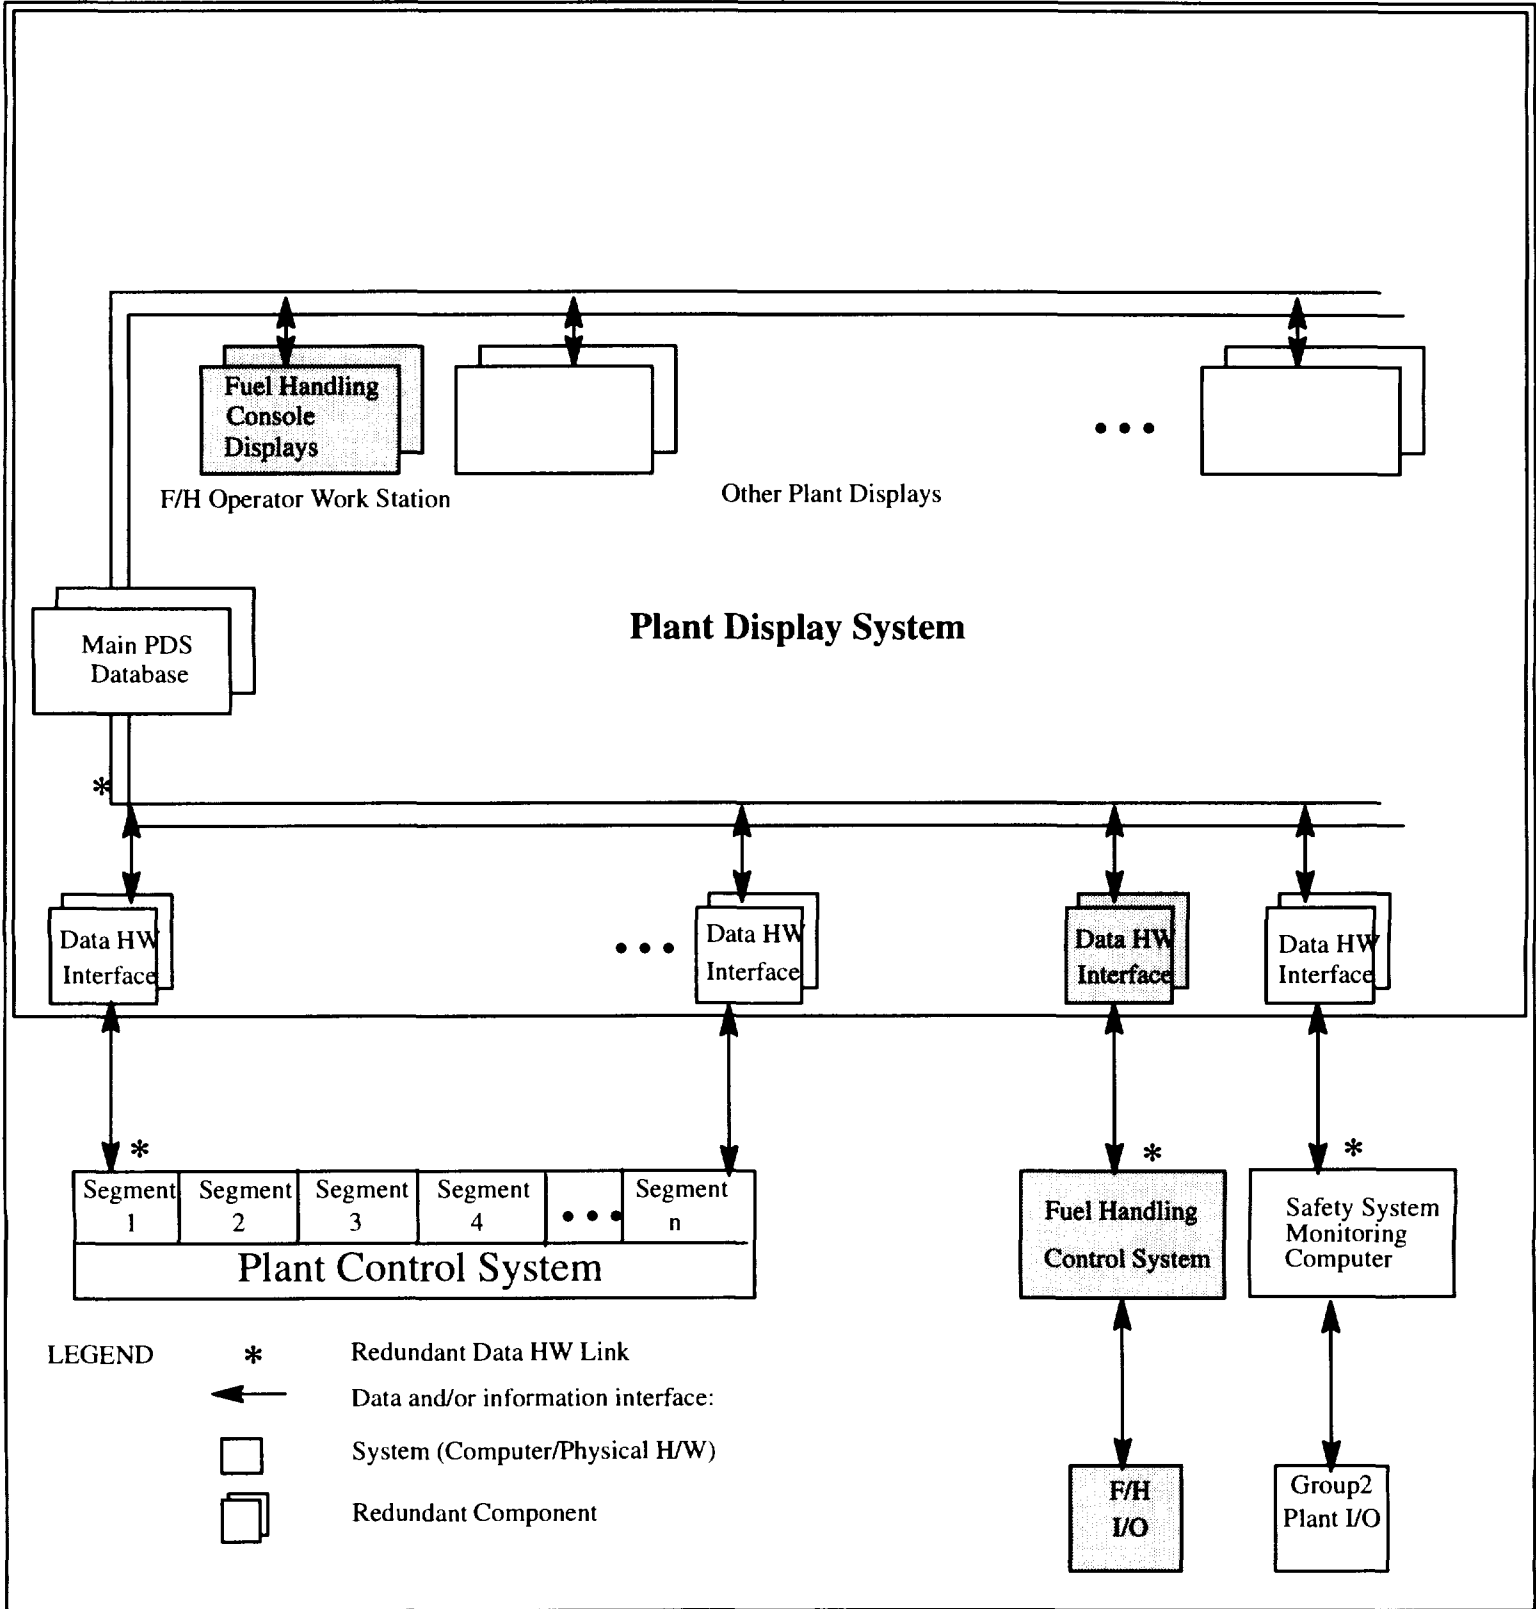 Fuel Handling
Console
Displays
F/H Operator Work Station
Other Plant Displays
Main PDS
Database
Plant Display System
*
Data HW
Interface
Data HW
Interface
Data HW
Interface
Data HW
Interface
*
*
*
Segment
1
Segment
2
Segment
3
Segment
4
Segment
n
Plant Control System
Fuel Handling
Control System
Safety System
Monitoring
Computer
LEGEND
* Redundant Data HW Link
Data and/or information interface:
System (Computer/Physical H/W)
Redundant Component
F/H
I/O
Group2
Plant I/O